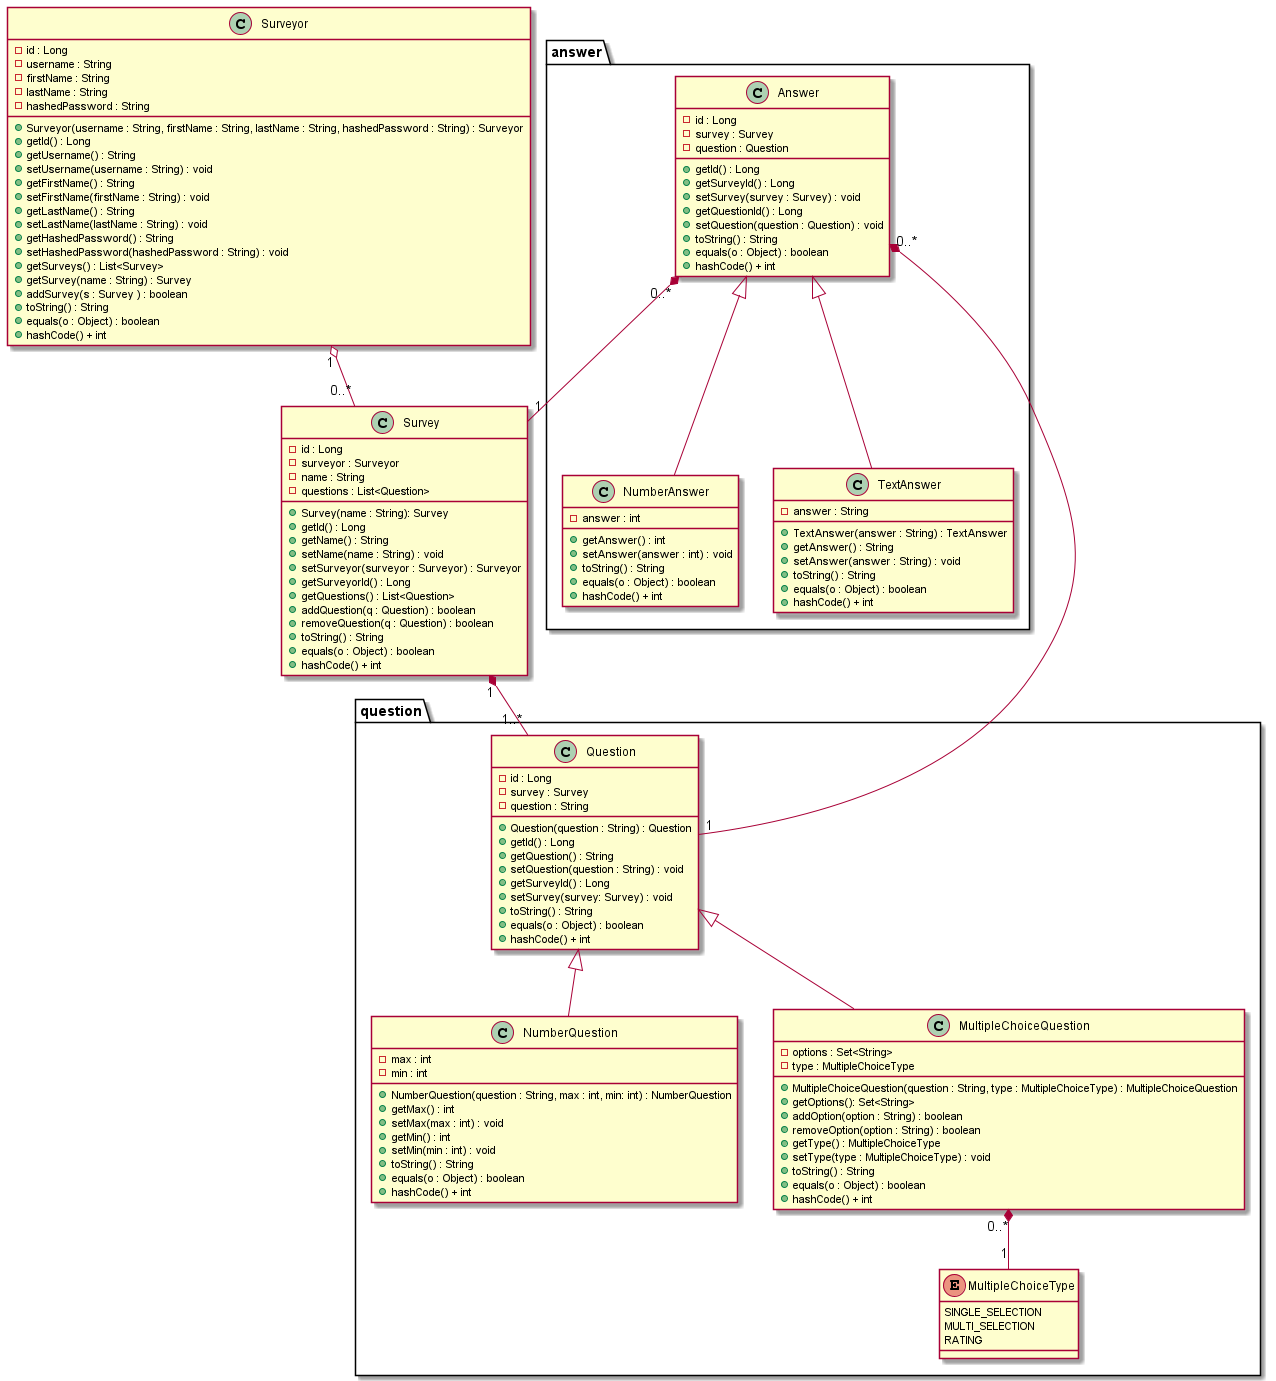 C Surveyor
id : Long
username : String
firstName : String
lastName : String
hashedPassword : String
Surveyor(username : String, firstName : String, lastName : String, hashedPassword : String) : Surveyor
getId() : Long
getUsername() : String
setUsername(username : String) : void
getFirstName() : String
setFirstName(firstName : String) : void
getLastName() : String
setLastName(lastName : String) : void
getHashedPassword() : String
setHashedPassword(hashedPassword : String) : void
getSurveys() : List<Survey>
getSurvey(name : String) : Survey
addSurvey(s : Survey ) : boolean
toString() : String
equals(o : Object) : boolean
hashCode() + int
answer
C Answer
id : Long
survey : Survey
question : Question
getId() : Long
getSurveyId() : Long
setSurvey(survey : Survey) : void
getQuestionId() : Long
setQuestion(question : Question) : void
toString() : String
equals(o : Object) : boolean
hashCode() + int
0..*
0..*
1
0..*
1
C Survey
id : Long
surveyor : Surveyor
name : String
questions : List<Question>
Survey(name : String): Survey
getId() : Long
getName() : String
setName(name : String) : void
setSurveyor(surveyor : Surveyor) : Surveyor
getSurveyorId() : Long
getQuestions() : List<Question>
addQuestion(q : Question) : boolean
removeQuestion(q : Question) : boolean
toString() : String
equals(o : Object) : boolean
hashCode() + int
C NumberAnswer
answer : int
getAnswer() : int
setAnswer(answer : int) : void
toString() : String
equals(o : Object) : boolean
hashCode() + int
C TextAnswer
answer : String
TextAnswer(answer : String) : TextAnswer
getAnswer() : String
setAnswer(answer : String) : void
toString() : String
equals(o : Object) : boolean
hashCode() + int
1
1..*
question
C Question
id : Long
survey : Survey
question : String
Question(question : String) : Question
getId() : Long
getQuestion() : String
setQuestion(question : String) : void
getSurveyId() : Long
setSurvey(survey: Survey) : void
toString() : String
equals(o : Object) : boolean
hashCode() + int
1
C NumberQuestion
max : int
min : int
NumberQuestion(question : String, max : int, min: int) : NumberQuestion
getMax() : int
setMax(max : int) : void
getMin() : int
setMin(min : int) : void
toString() : String
equals(o : Object) : boolean
hashCode() + int
C MultipleChoiceQuestion
options : Set<String>
type : MultipleChoiceType
MultipleChoiceQuestion(question : String, type : MultipleChoiceType) : MultipleChoiceQuestion
getOptions(): Set<String>
addOption(option : String) : boolean
removeOption(option : String) : boolean
getType() : MultipleChoiceType
setType(type : MultipleChoiceType) : void
toString() : String
equals(o : Object) : boolean
hashCode() + int
0..*
1
E MultipleChoiceType
SINGLE_SELECTION
MULTI_SELECTION
RATING